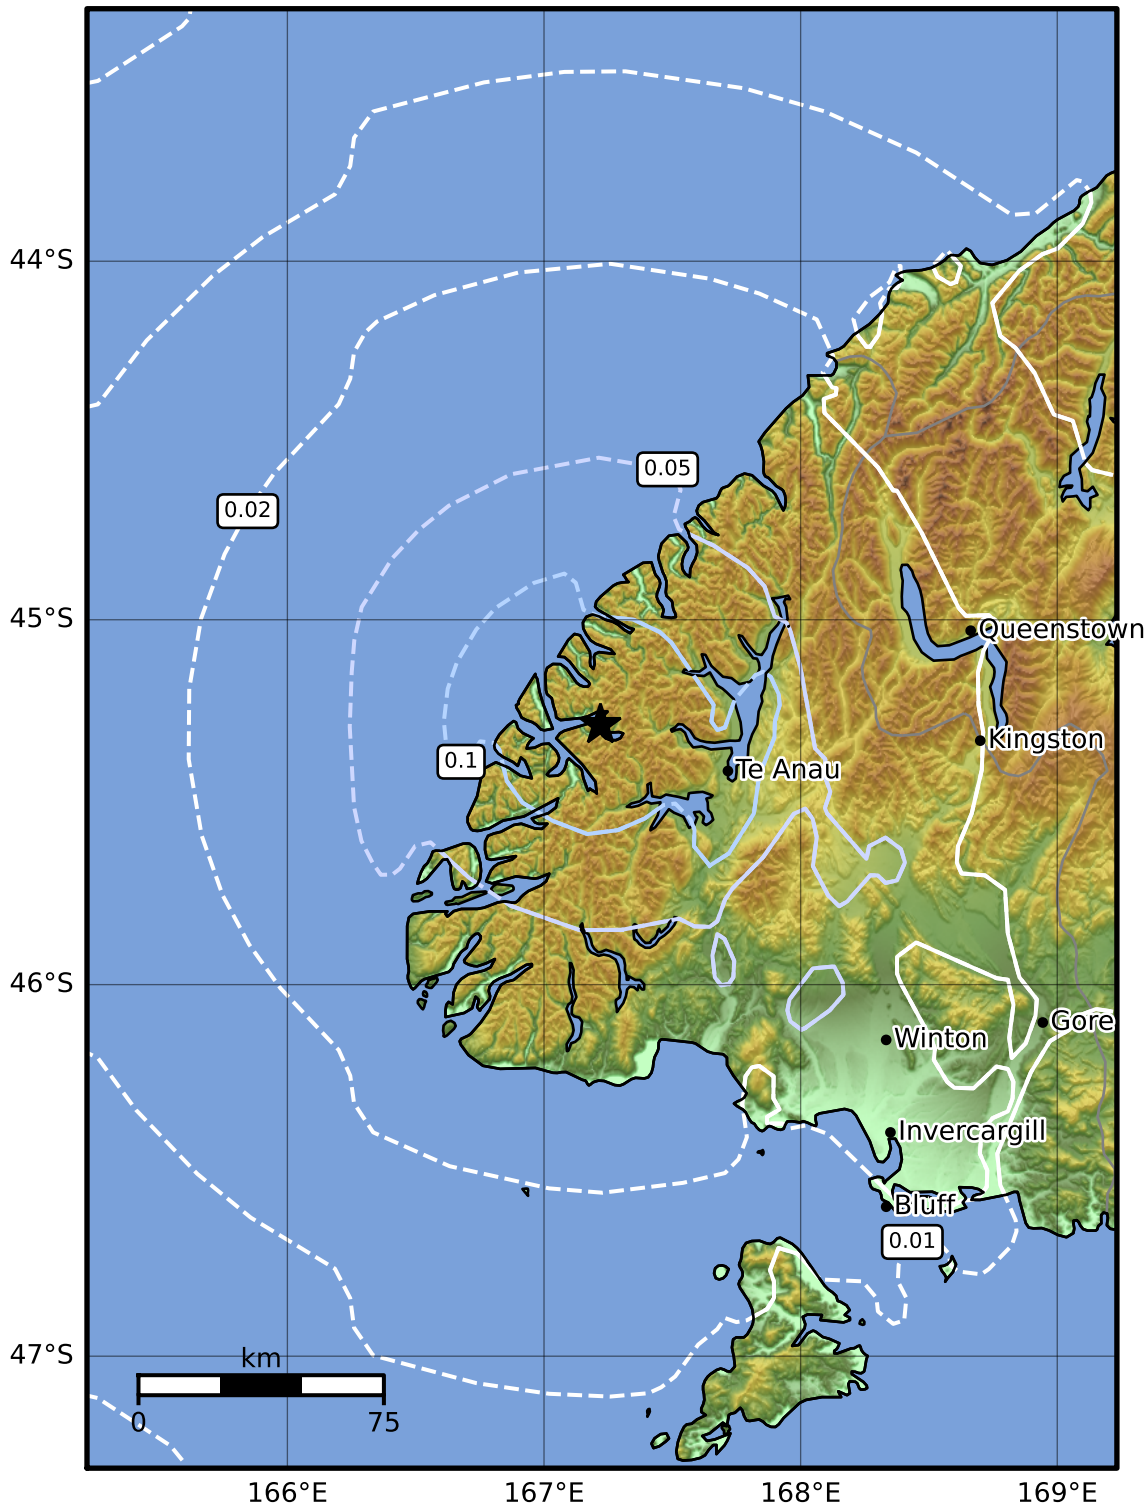 44°S
0.05
0.02
45°S
Queenstown
Kingston
0.1
Te Anau
46°S
Gore
Winton
Invercargill
Bluff
0.01
47°S
km
0
75
166°E
167°E
168°E
169°E